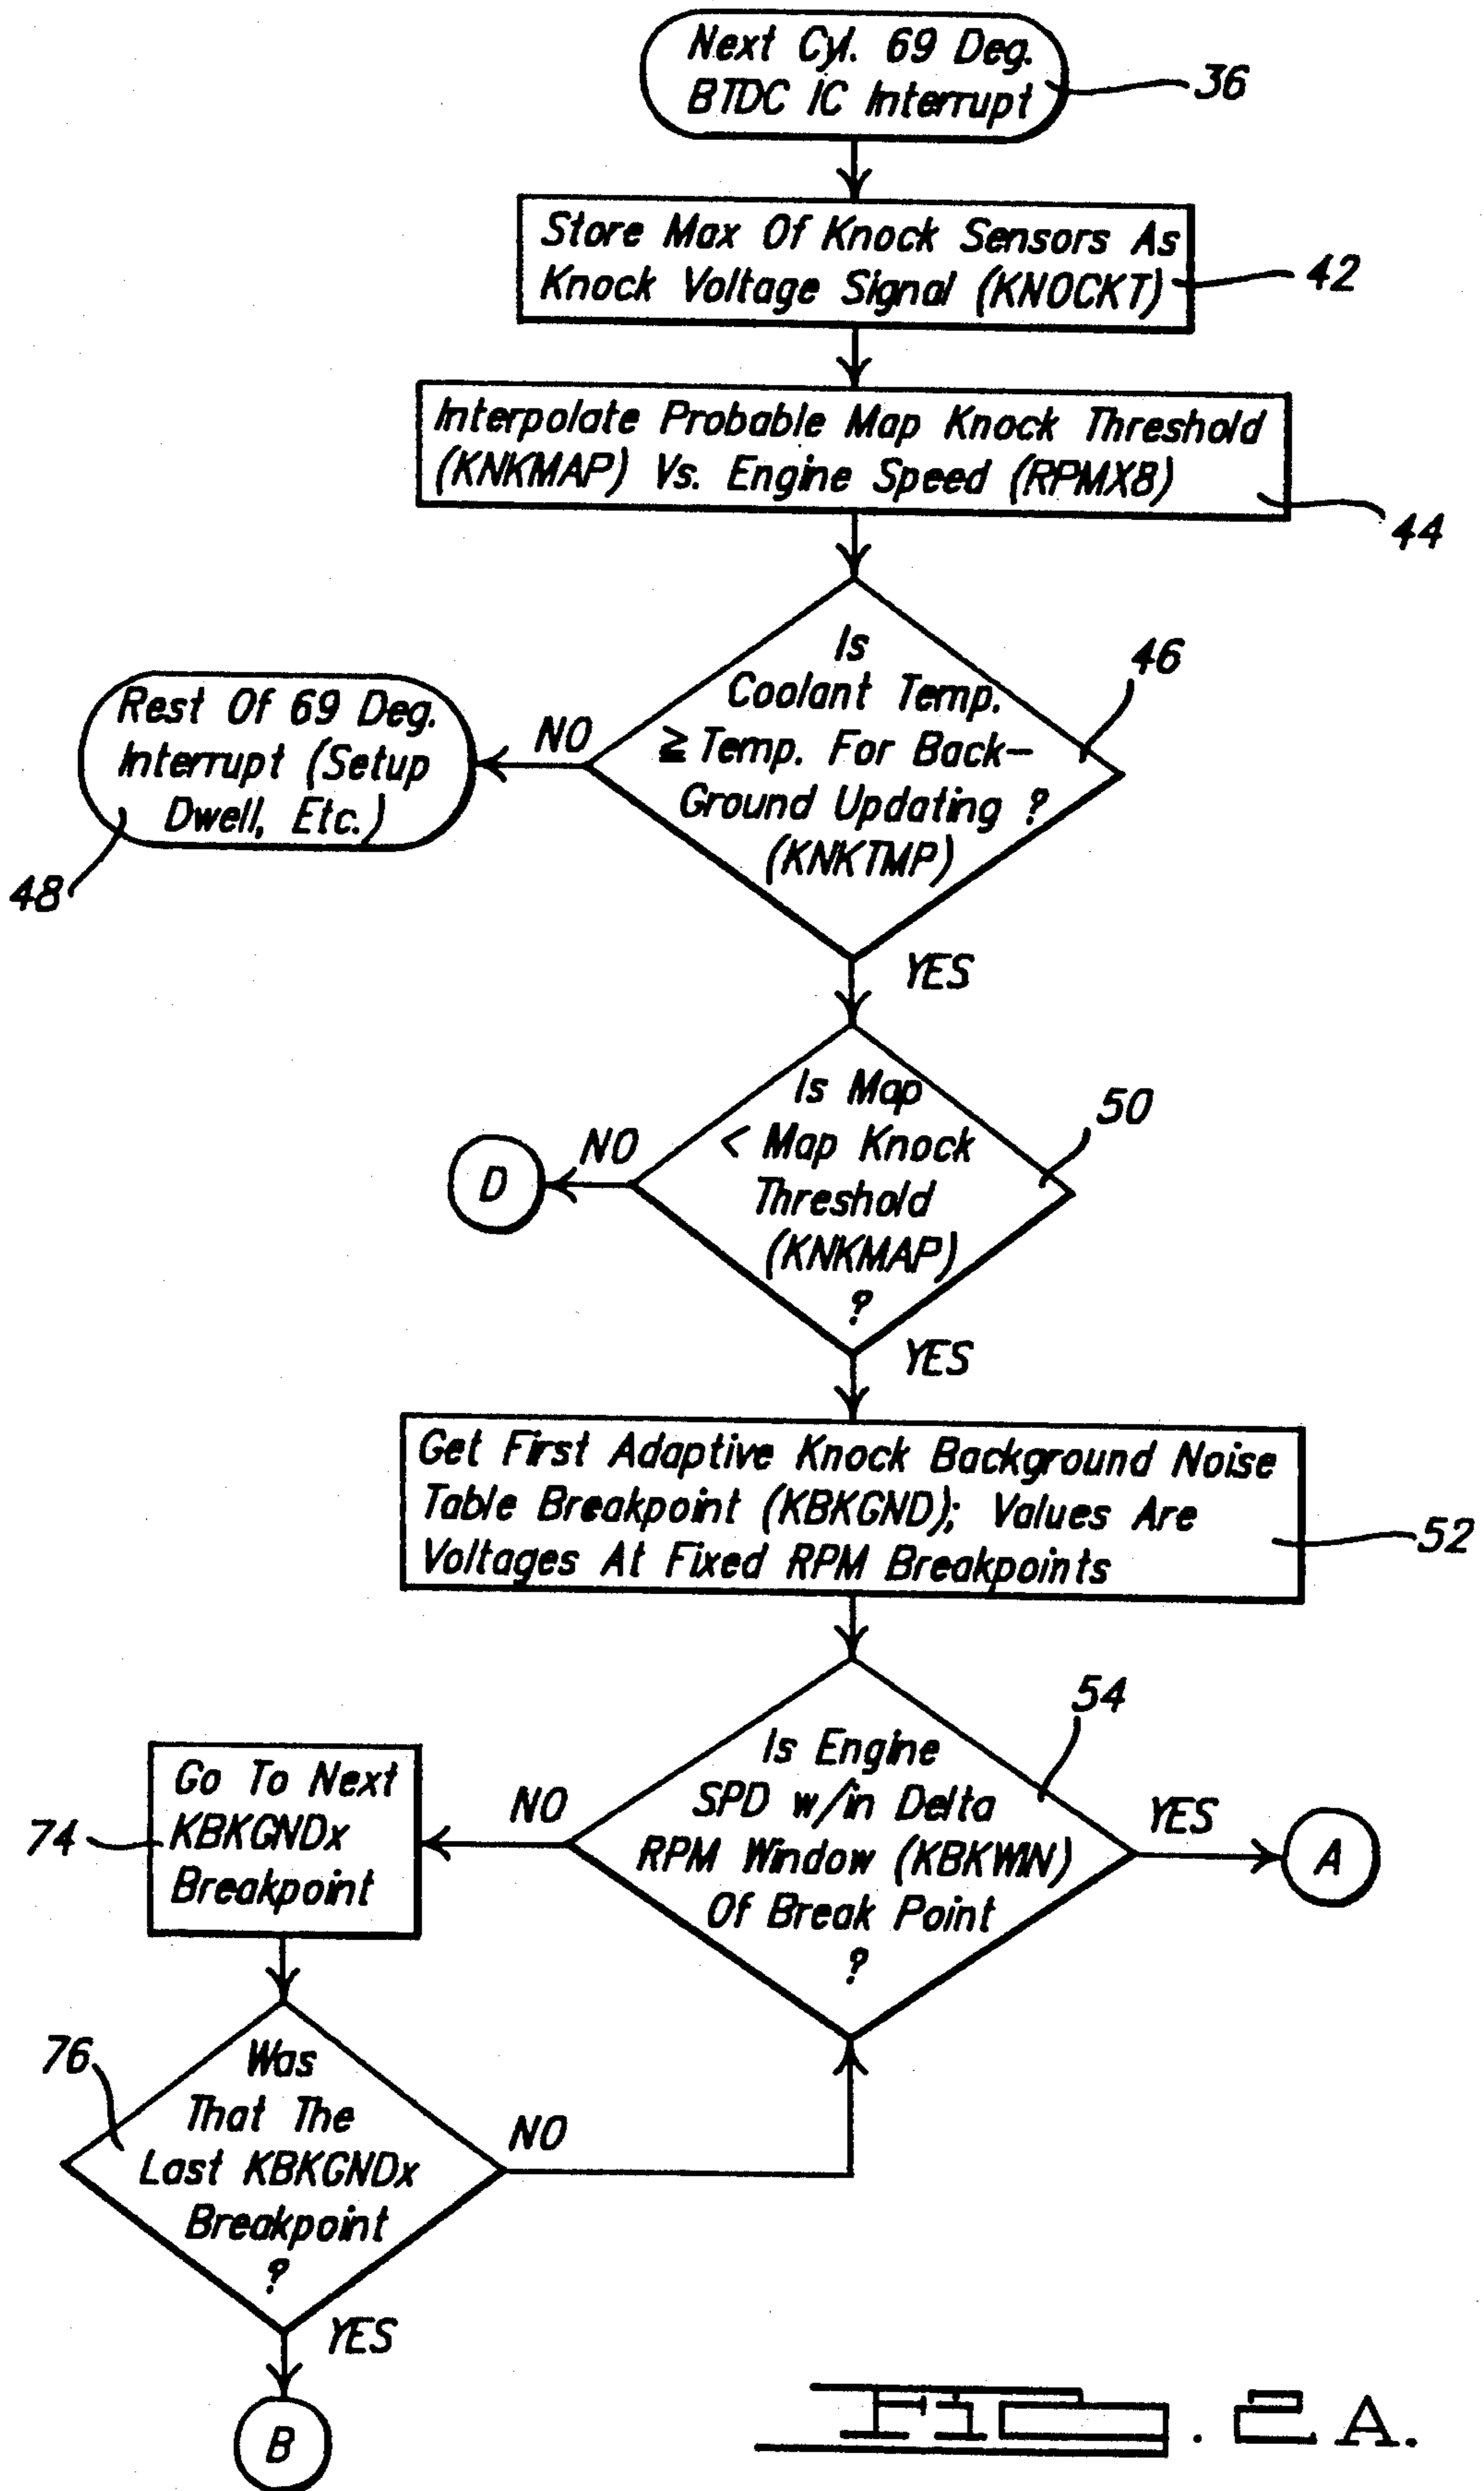 Next Cyl. 69 Deg.
BTDC IC Interrupt
36
Store Max Of Knock Sensors As
Knock Voltage Signal (KNOCKT)
42
Interpolate Probable Map Knock Threshold
(KNKMAP) Vs. Engine Speed (RPMX8)
44
Is
Coolant Temp.
≧ Temp. For Back-
Ground Updating ?
(KNKTMP)
46
NO
Rest Of 69 Deg.
Interrupt (Setup
Dwell, Etc.)
48
YES
Is Map
< Map Knock
Threshold
(KNKMAP)
?
50
NO
D
YES
Get First Adaptive Knock Background Noise
Table Breakpoint (KBKGND); Values Are
Voltages At Fixed RPM Breakpoints
52
Is Engine
SPD w/in Delta
RPM Window (KBKWIN)
Of Break Point
?
54
YES
A
NO
Go To Next
KBKGNDx
Breakpoint
74
Was
That The
Last KBKGNDx
Breakpoint
?
76
NO
YES
B
FIG. 2A.